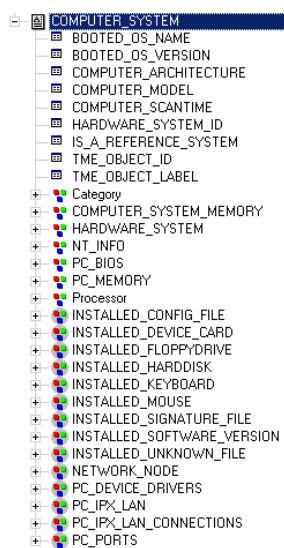 COMPUTER_SYSTEM
BOOTED_OS_NAME
BOOTED_OS_VERSION
COMPUTER_ARCHITECTURE
COMPUTER_MODEL
COMPUTER_SCANTIME
HARDWARE_SYSTEM_ID
IS_A_REFERENCE_SYSTEM
TME_OBJECT_ID
TME_OBJECT_LABEL
Category
COMPUTER_SYSTEM_MEMORY
HARDWARE_SYSTEM
NT_INFO
PC_BIOS
PC_MEMORY
Processor
INSTALLED_CONFIG_FILE
INSTALLED_DEVICE_CARD
INSTALLED_FLOPPYDRIVE
INSTALLED_HARDDISK
INSTALLED_KEYBOARD
INSTALLED_MOUSE
INSTALLED_SIGNATURE_FILE
INSTALLED_SOFTWARE_VERSION
INSTALLED_UNKNOWN_FILE
NETWORK_NODE
PC_DEVICE_DRIVERS
PC_IPX_LAN
PC_IPX_LAN_CONNECTIONS
PC_PORTS